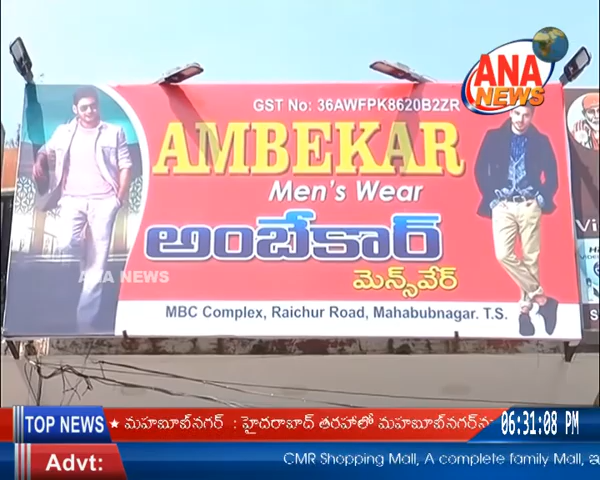 ANA
NEWS
GST No: 36AWFPK8620B2ZR
AMBEKAR
Men's Wear
అంబేకార్
మెన్స్‌వేర్
ANA NEWS
MBC Complex, Raichur Road, Mahabubnagar. T.S.
TOP NEWS
★ మహబూబ్‌నగర్ : హైదరాబాద్ తరహాలో మహబూబ్‌నగర్‌ను
06:31:08 PM
Advt:
CMR Shopping Mall, A complete family Mall,